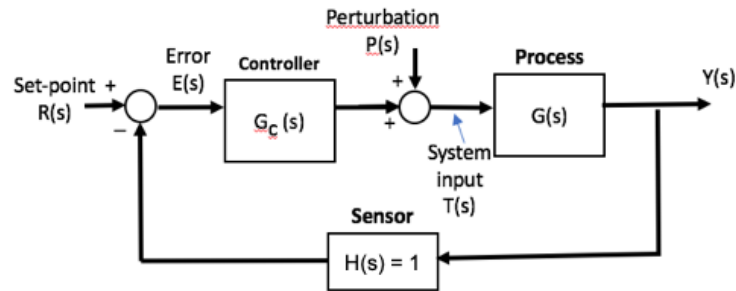 Perturbation
P(s)
Error
E(s)
Controller
Process
Set-point +
R(s)
Y(s)
+
G_C (s)
+
G(s)
−
System
input
T(s)
Sensor
H(s) = 1